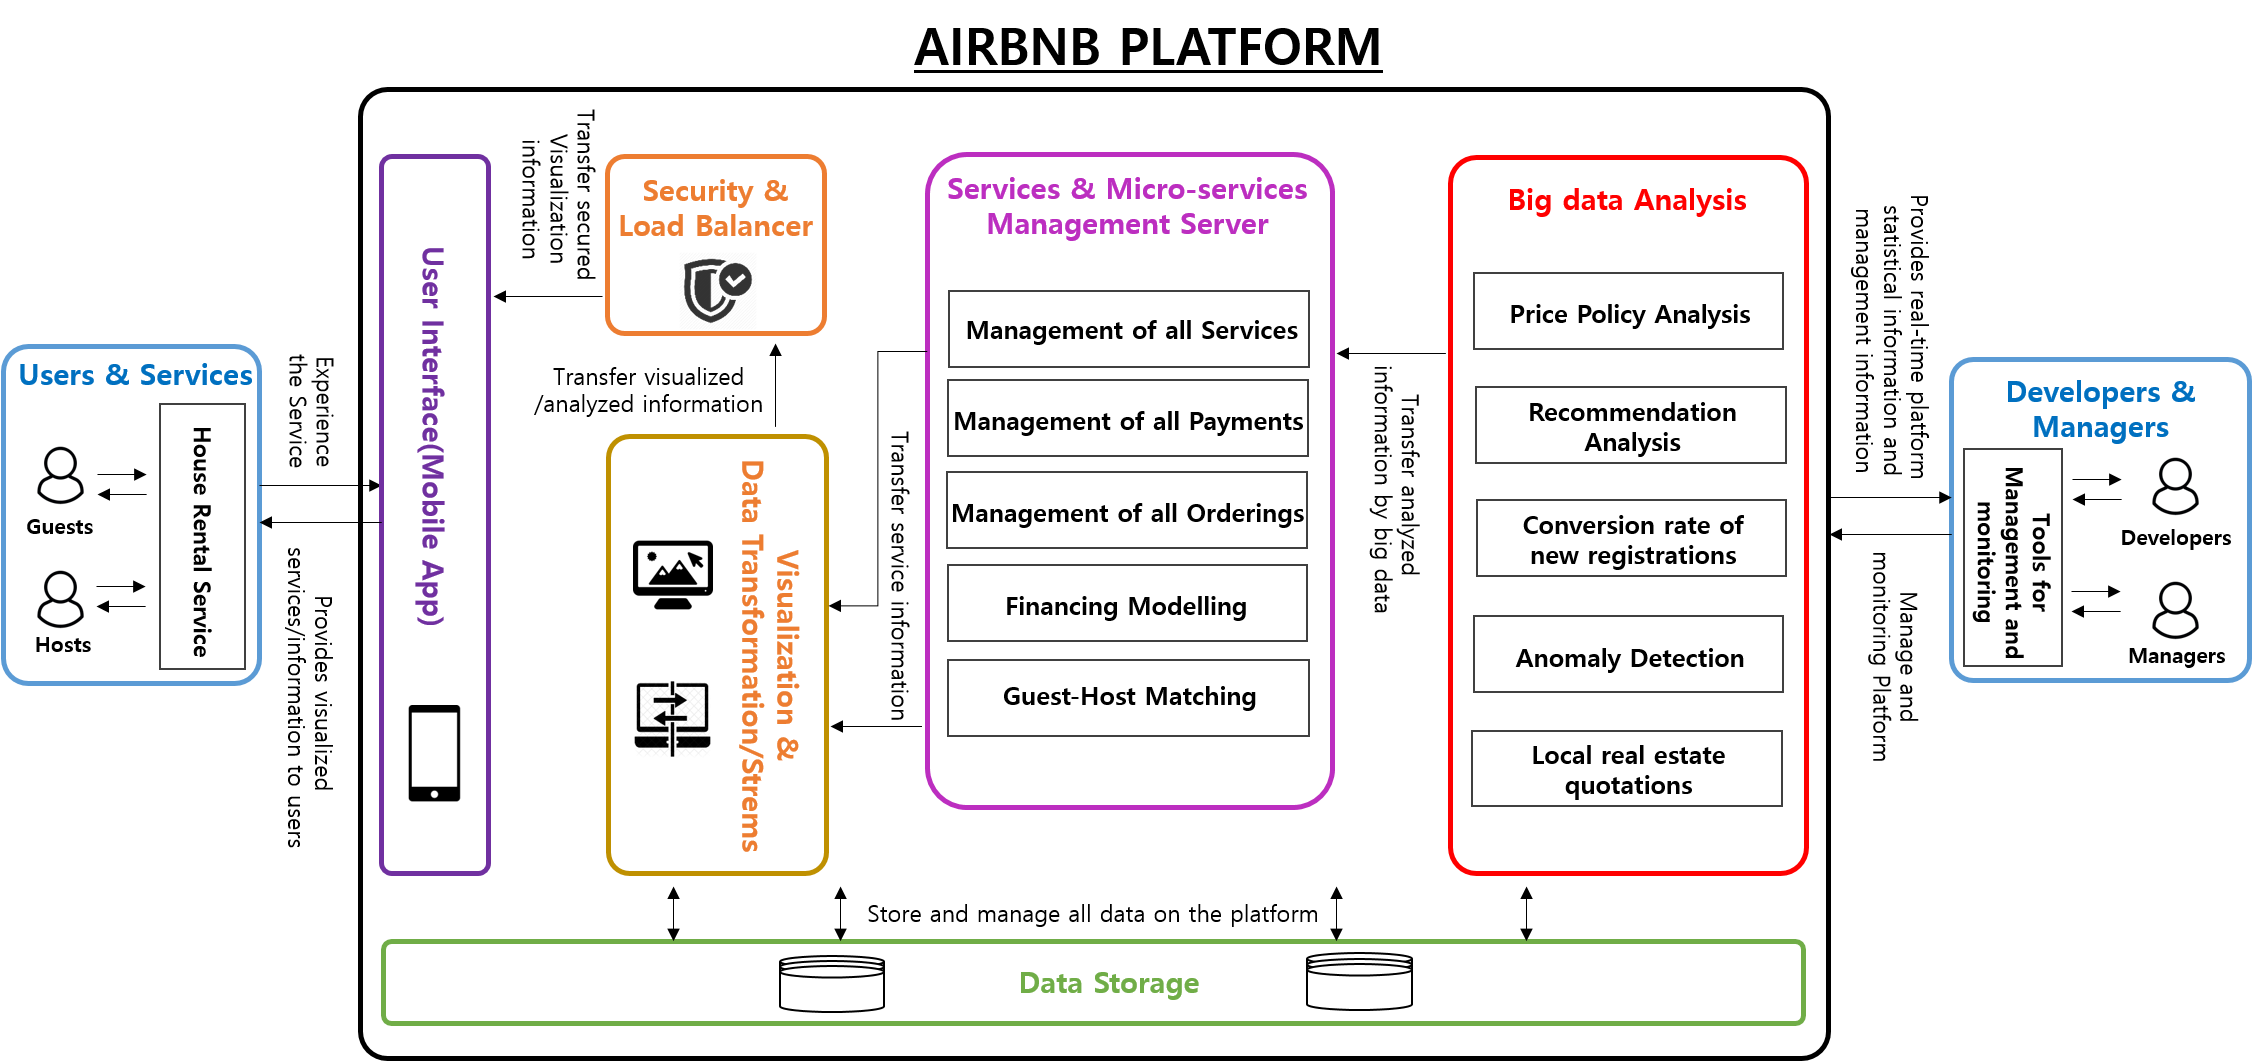 AIRBNB PLATFORM
Users & Services
Guests
Hosts
House Rental Service
Experience
the Service
Provides visualized
services/information to users
User Interface(Mobile App)
Transfer secured
Visualization
information
Security &
Load Balancer
Transfer visualized
/analyzed information
Visualization &
Data Transformation/Strems
Transfer service information
Services & Micro-services
Management Server
Management of all Services
Management of all Payments
Management of all Orderings
Financing Modelling
Guest-Host Matching
Transfer analyzed
information by big data
Big data Analysis
Price Policy Analysis
Recommendation
Analysis
Conversion rate of
new registrations
Anomaly Detection
Local real estate
quotations
Provides real-time platform
statistical information and
management information
Manage and
monitoring Platform
Developers &
Managers
Tools for
Management and
monitoring
Developers
Managers
Store and manage all data on the platform
Data Storage